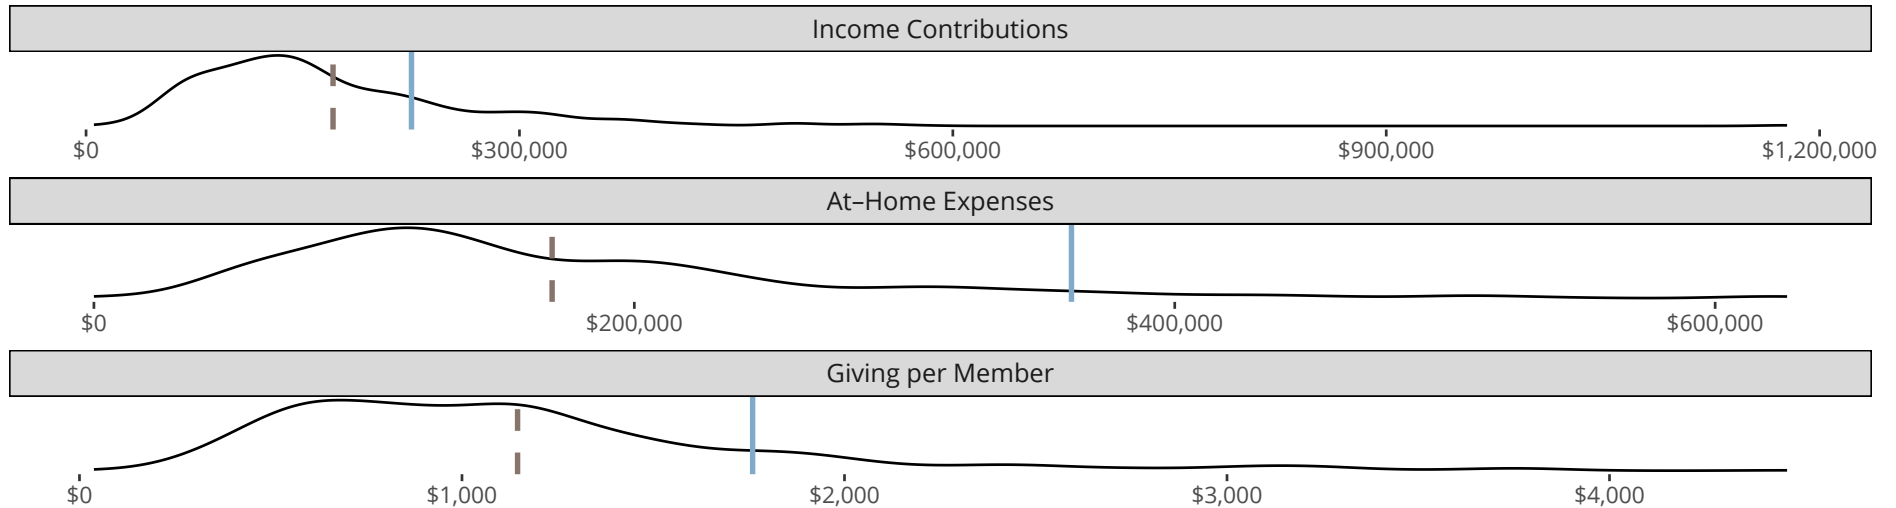 Income Contributions
$0 $300,000 $600,000 $900,000 $1,200,000
At–Home Expenses
$0 $200,000 $400,000 $600,000
Giving per Member
$0 $1,000 $2,000 $3,000 $4,000